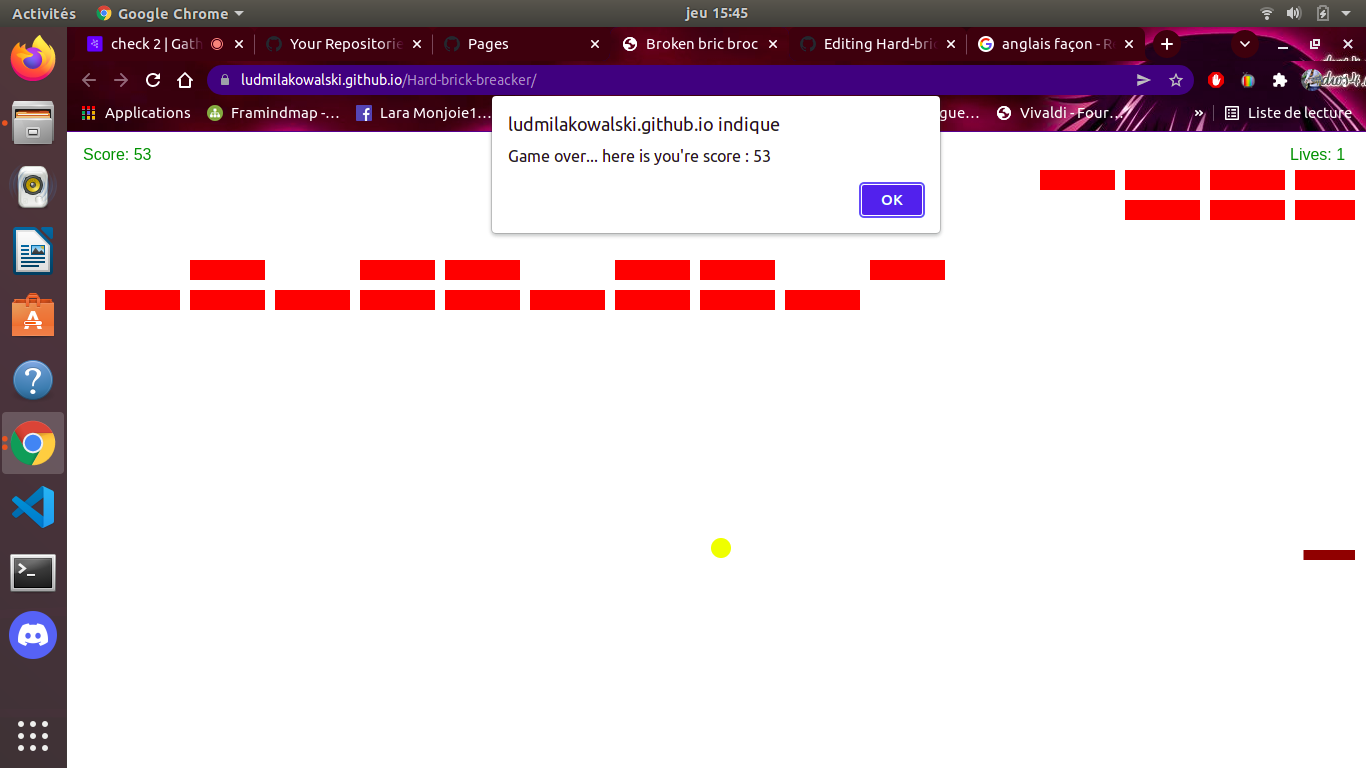 Activités
Google Chrome
jeu 15:45
check 2 | Gath
Your Repositorie
Pages
Broken bric broc
Editing Hard-bric
anglais façon - R
ludmilakowalski.github.io/Hard-brick-breacker/
Applications
Framindmap -…
Lara Monjoie1…
gue…
Vivaldi - Four…
»
Liste de lecture
ludmilakowalski.github.io indique
Game over... here is you're score : 53
OK
Score: 53
Lives: 1